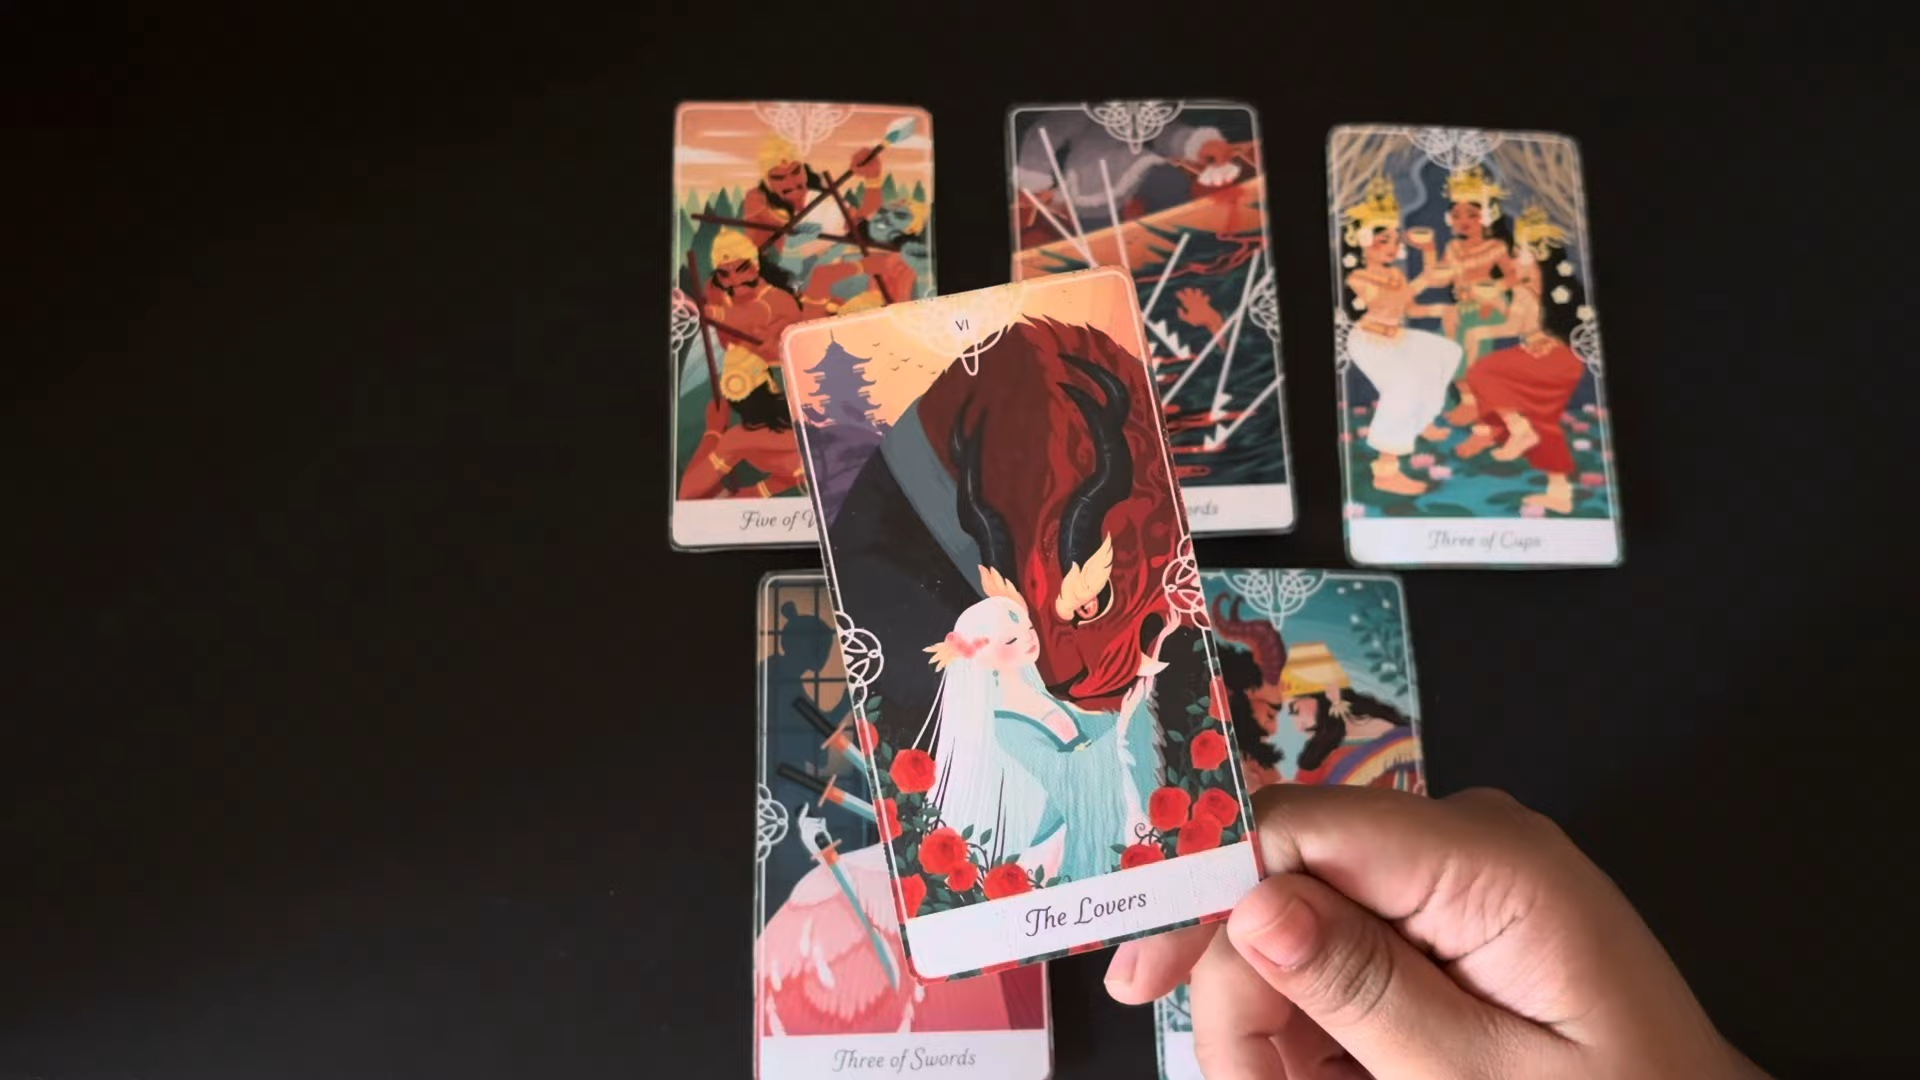 Five of
ords
Three of Cups
VI
The Lovers
Three of Swords